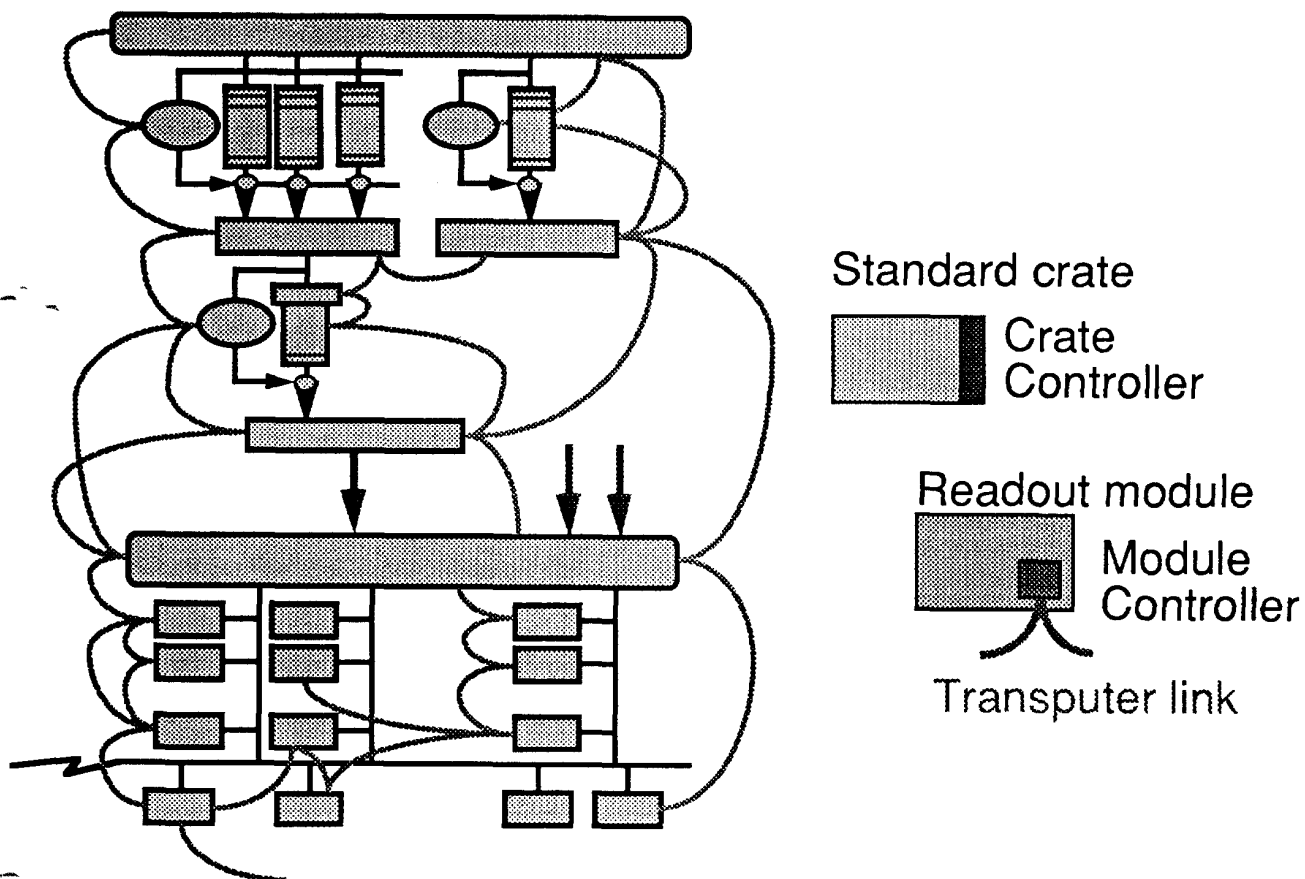 Standard crate
Crate
Controller
Readout module
Module
Controller
Transputer link